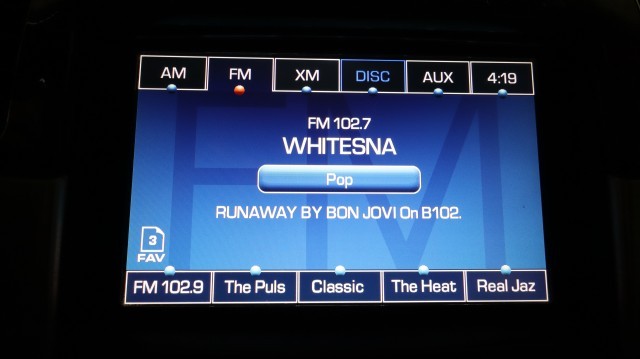 AM FM XM DISC AUX 4:19
FM 102.7
WHITESNA
Pop
RUNAWAY BY BON JOVI On B102.
3
FAV
FM 102.9 The Puls Classic The Heat Real Jaz